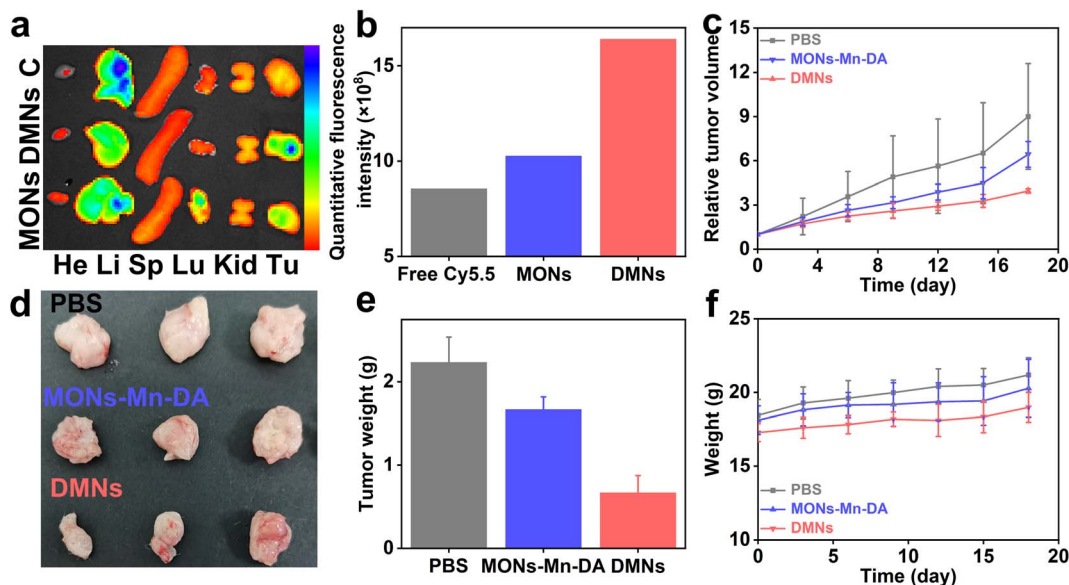 a
MONs DMNs C
He Li Sp Lu Kid Tu
b
Quantitative fluorescence
intensity (×10⁸)
15
10
5
Free Cy5.5 MONs DMNs
c
Relative tumor volume
15
12
9
6
3
0
PBS
MONs-Mn-DA
DMNs
0 4 8 12 16 20
Time (day)
d
PBS
MONs-Mn-DA
DMNs
e
Tumor weight (g)
2
1
0
PBS MONs-Mn-DA DMNs
f
Weight (g)
25
20
15
10
PBS
MONs-Mn-DA
DMNs
0 5 10 15 20
Time (day)